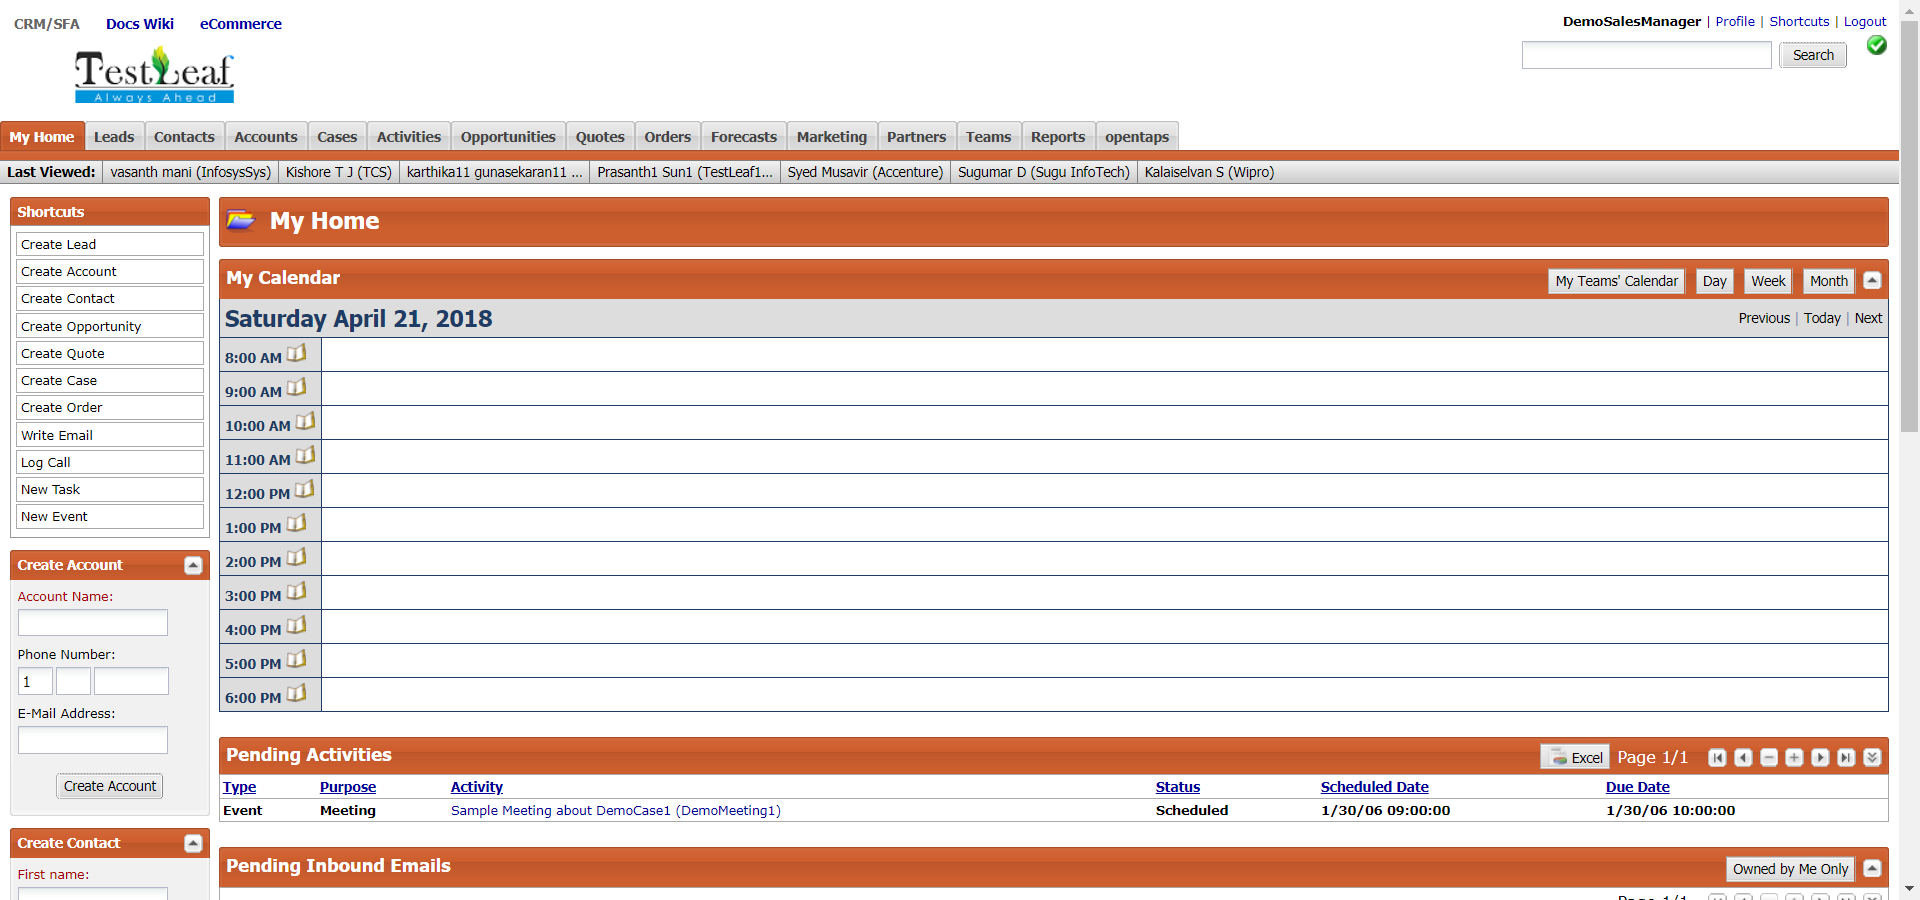 CRM/SFA Docs Wiki eCommerce
DemoSalesManager | Profile | Shortcuts | Logout
Search
TestLeaf
Always Ahead
My Home Leads Contacts Accounts Cases Activities Opportunities Quotes Orders Forecasts Marketing Partners Teams Reports opentaps
Last Viewed: vasanth mani (InfosysSys) Kishore T J (TCS) karthika11 gunasekaran11 ... Prasanth1 Sun1 (TestLeaf1... Syed Musavir (Accenture) Sugumar D (Sugu InfoTech) Kalaiselvan S (Wipro)
Shortcuts
Create Lead
Create Account
Create Contact
Create Opportunity
Create Quote
Create Case
Create Order
Write Email
Log Call
New Task
New Event
Create Account
Account Name:
Phone Number:
1
E-Mail Address:
Create Account
Create Contact
First name:
My Home
My Calendar
My Teams' Calendar Day Week Month
Saturday April 21, 2018
Previous | Today | Next
8:00 AM
9:00 AM
10:00 AM
11:00 AM
12:00 PM
1:00 PM
2:00 PM
3:00 PM
4:00 PM
5:00 PM
6:00 PM
Pending Activities
Excel Page 1/1
Type Purpose Activity Status Scheduled Date Due Date
Event Meeting Sample Meeting about DemoCase1 (DemoMeeting1) Scheduled 1/30/06 09:00:00 1/30/06 10:00:00
Pending Inbound Emails
Owned by Me Only
Page 1/1